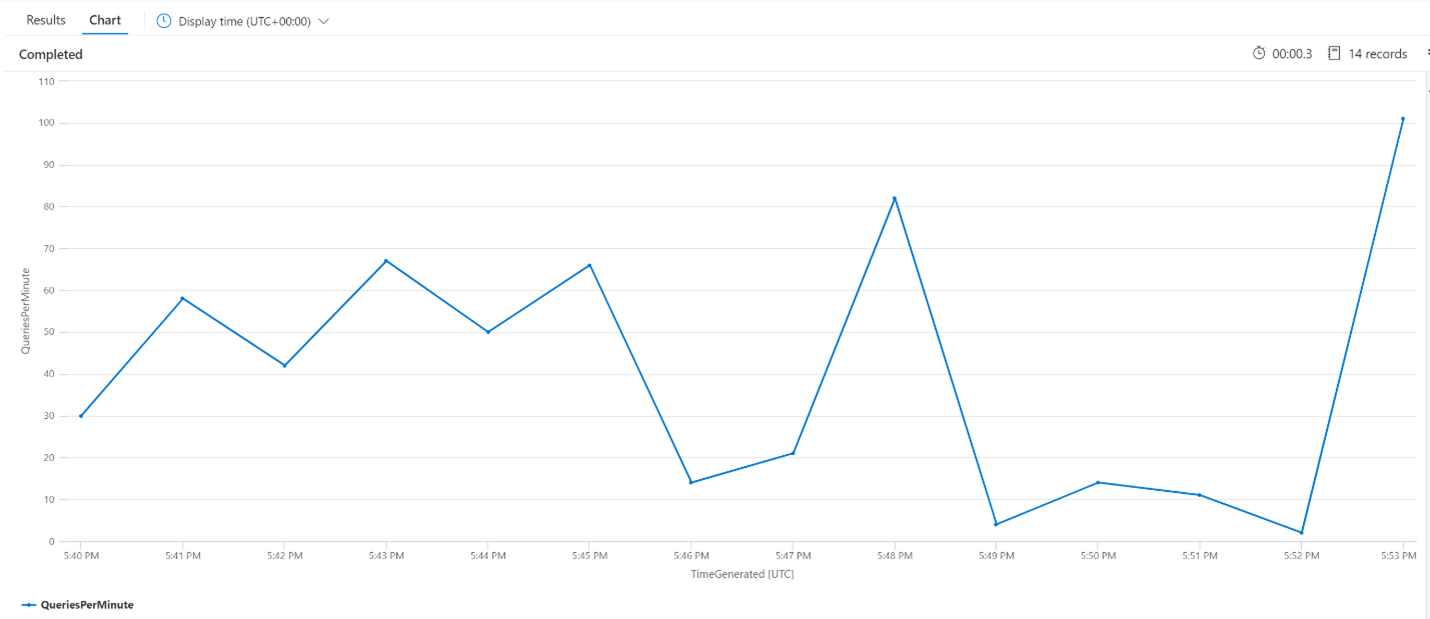 Results Chart Display time (UTC+00:00)
Completed 00:00.3 14 records
110
100
90
80
70
60
50
40
30
20
10
0
QueriesPerMinute
5:40 PM 5:41 PM 5:42 PM 5:43 PM 5:44 PM 5:45 PM 5:46 PM 5:47 PM 5:48 PM 5:49 PM 5:50 PM 5:51 PM 5:52 PM 5:53 PM
TimeGenerated [UTC]
QueriesPerMinute